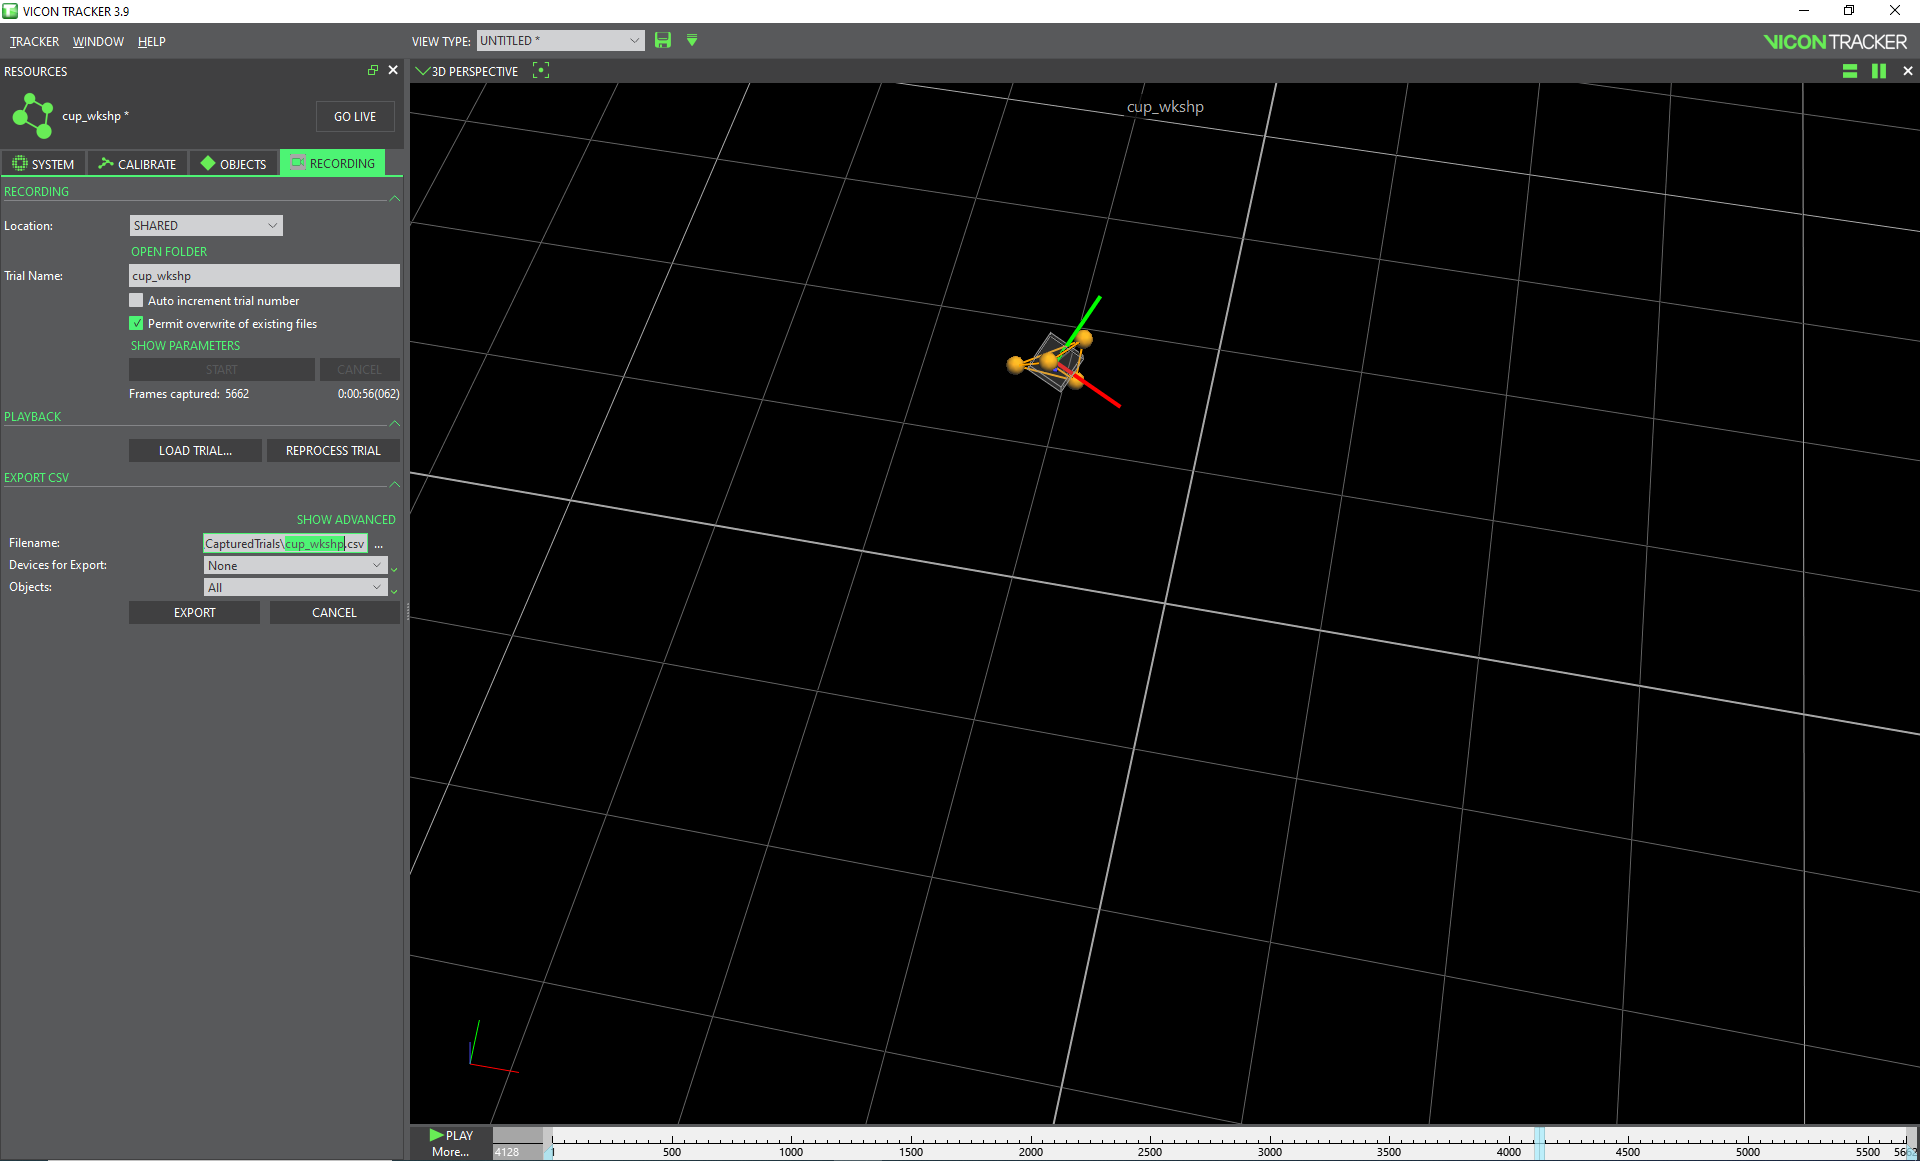 VICON TRACKER 3.9
TRACKER WINDOW HELP
VIEW TYPE: UNTITLED *
VICON TRACKER
RESOURCES
3D PERSPECTIVE
cup_wkshp *
GO LIVE
cup_wkshp
SYSTEM CALIBRATE OBJECTS RECORDING
RECORDING
Location: SHARED
OPEN FOLDER
Trial Name: cup_wkshp
Auto increment trial number
Permit overwrite of existing files
SHOW PARAMETERS
START CANCEL
Frames captured: 5662 0:00:56(062)
PLAYBACK
LOAD TRIAL... REPROCESS TRIAL
EXPORT CSV
SHOW ADVANCED
Filename: CapturedTrials\cup_wkshp.csv ...
Devices for Export: None
Objects: All
EXPORT CANCEL
PLAY
More... 4128 1 500 1000 1500 2000 2500 3000 3500 4000 4500 5000 5500 5662